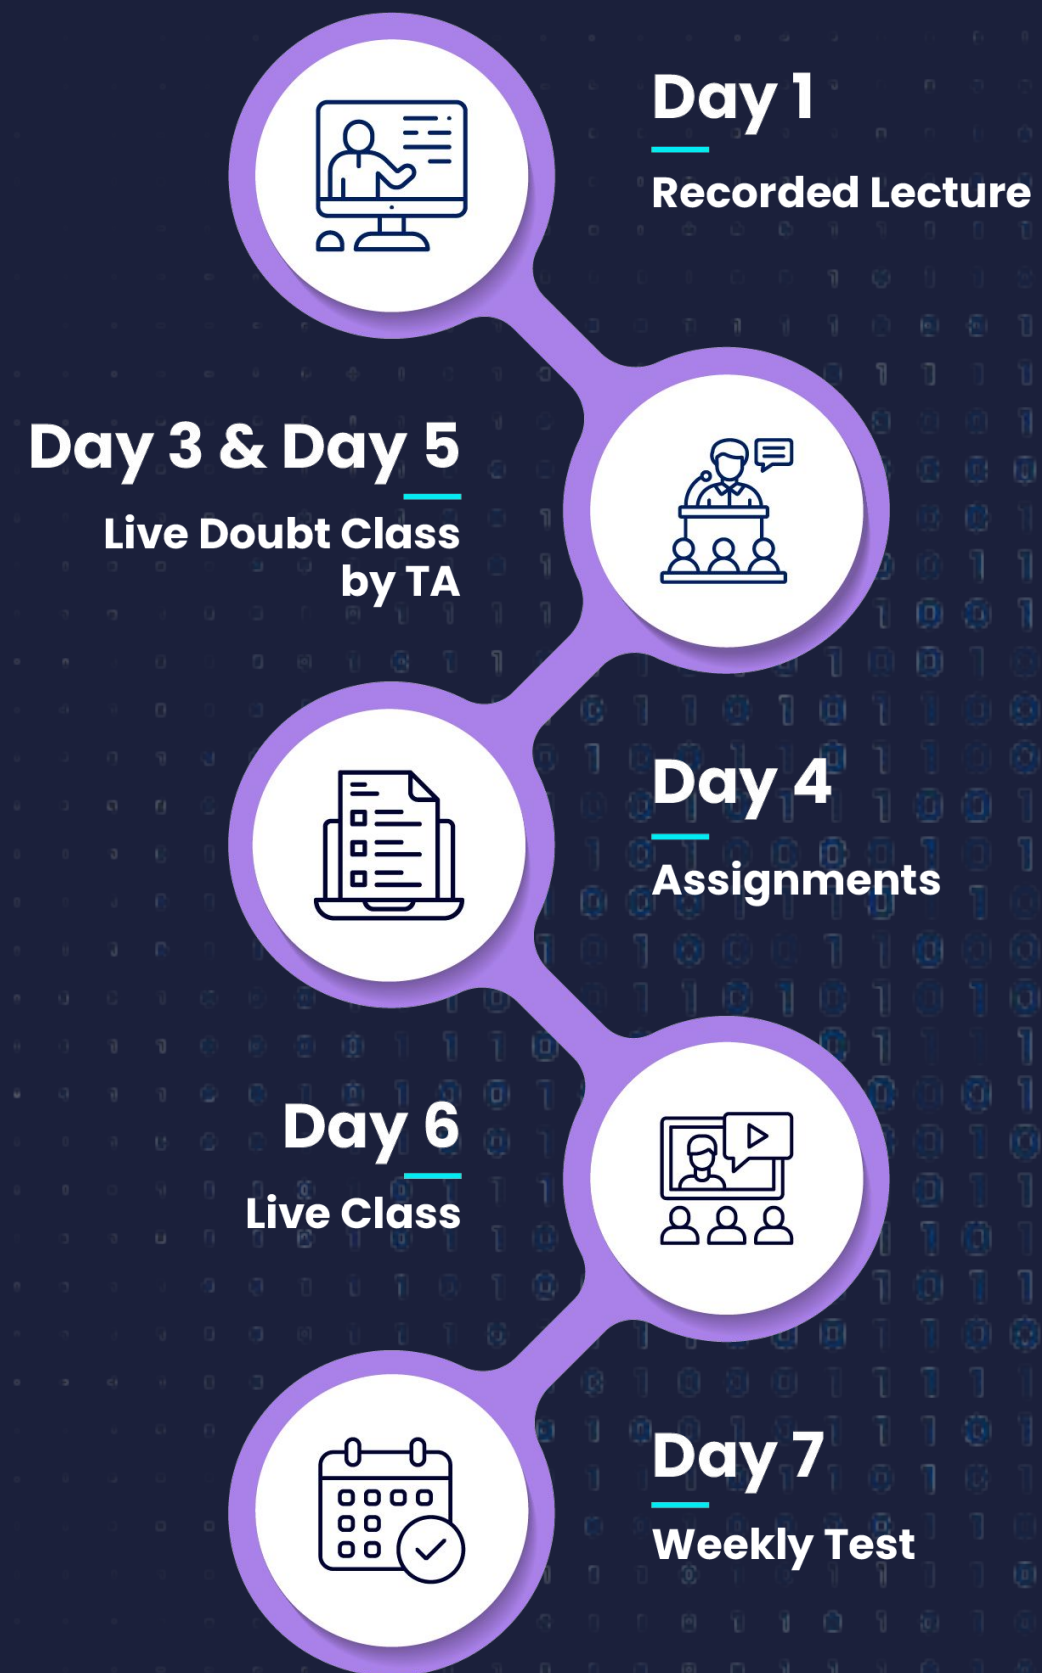 Day 1
Recorded Lecture
Day 3 & Day 5
Live Doubt Class
by TA
Day 4
Assignments
Day 6
Live Class
Day 7
Weekly Test